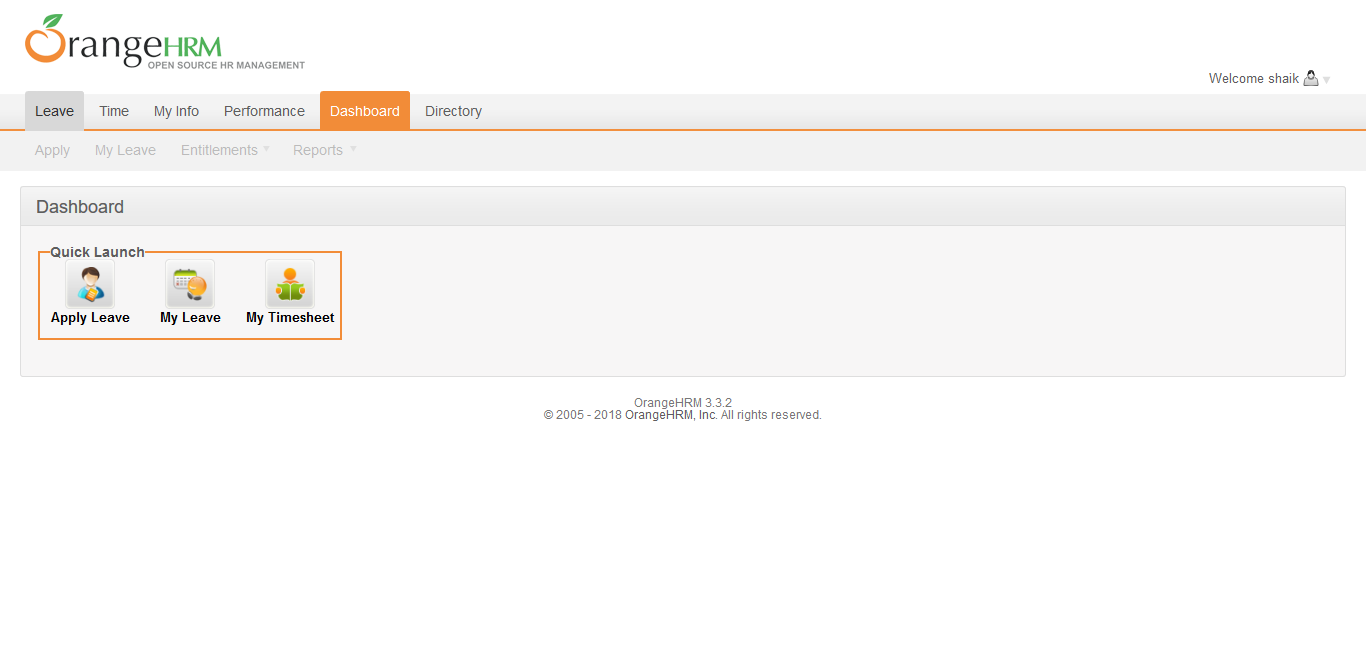 OrangeHRM
OPEN SOURCE HR MANAGEMENT
Welcome shaik
Leave Time My Info Performance Dashboard Directory
Apply My Leave Entitlements Reports
Dashboard
Quick Launch
Apply Leave My Leave My Timesheet
OrangeHRM 3.3.2
© 2005 - 2018 OrangeHRM, Inc. All rights reserved.